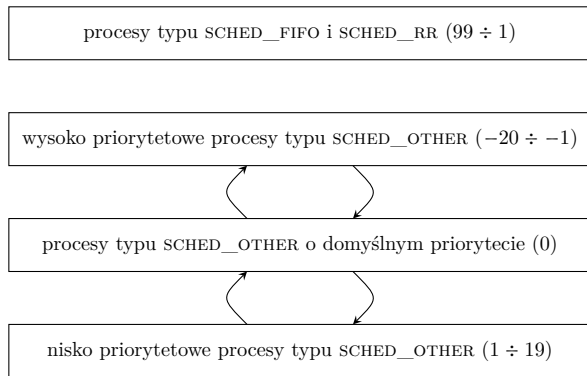 procesy typu SCHED_FIFO i SCHED_RR (99 ÷ 1)
wysoko priorytetowe procesy typu SCHED_OTHER (−20 ÷ −1)
procesy typu SCHED_OTHER o domyślnym priorytecie (0)
nisko priorytetowe procesy typu SCHED_OTHER (1 ÷ 19)